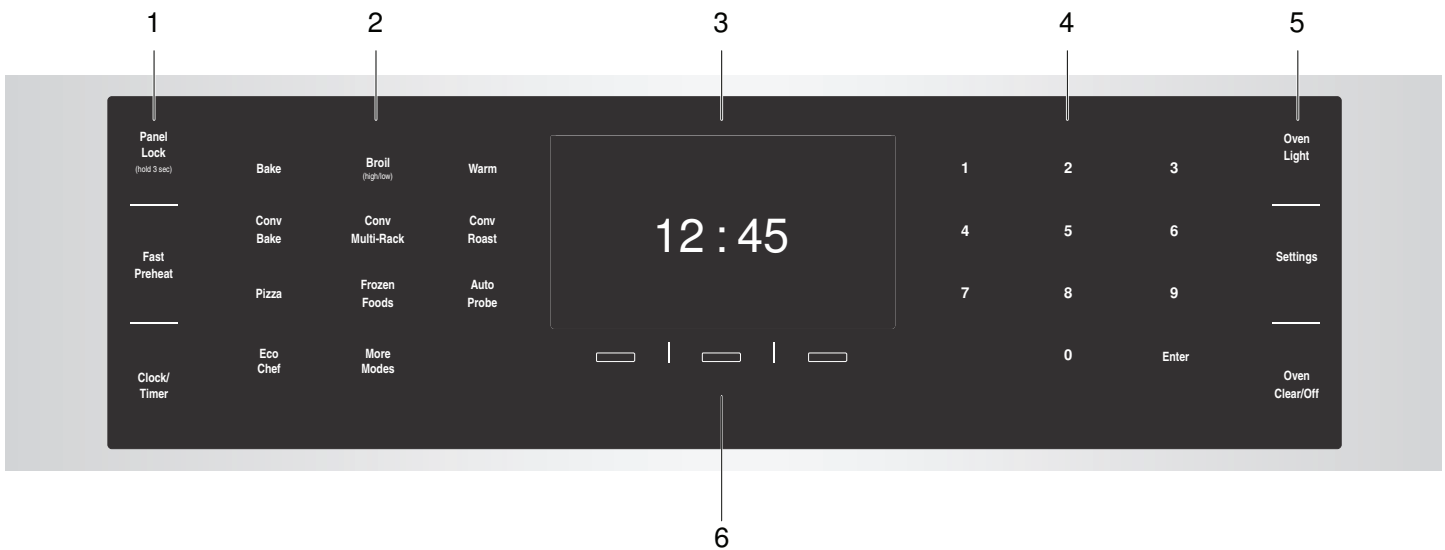 1 2 3 4 5
Panel
Lock
(hold 3 sec)
Fast
Preheat
Clock/
Timer
Bake
Broil
(high/low)
Warm
Conv
Bake
Conv
Multi-Rack
Conv
Roast
Pizza
Frozen
Foods
Auto
Probe
Eco
Chef
More
Modes
12 : 45
1 2 3
4 5 6
7 8 9
0 Enter
Oven
Light
Settings
Oven
Clear/Off
6